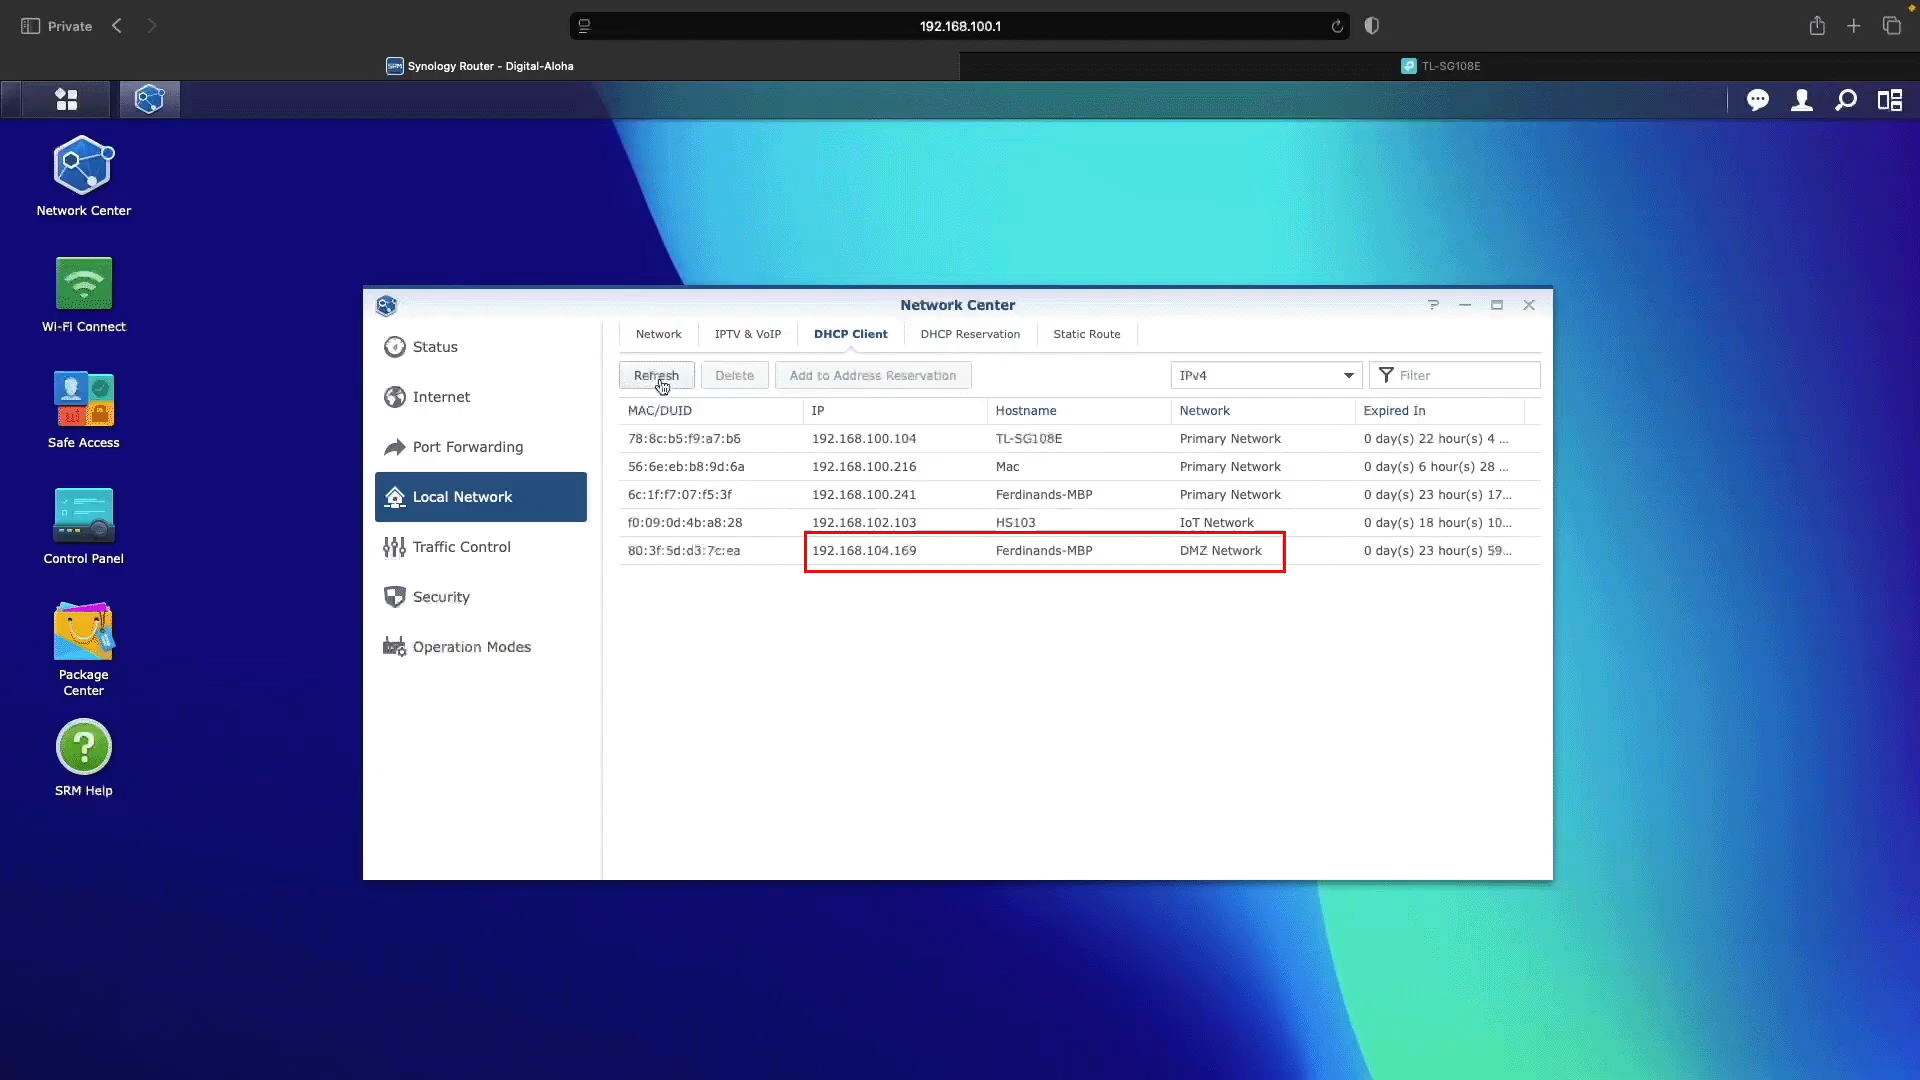 Private
192.168.100.1
SRM Synology Router - Digital-Aloha
TL-SG108E
Network Center
Wi-Fi Connect
Safe Access
Control Panel
Package
Center
SRM Help
Network Center
Status
Internet
Port Forwarding
Local Network
Traffic Control
Security
Operation Modes
Network IPTV & VoIP DHCP Client DHCP Reservation Static Route
Refresh Delete Add to Address Reservation IPv4 Filter
MAC/DUID IP Hostname Network Expired In
78:8c:b5:f9:a7:b6 192.168.100.104 TL-SG108E Primary Network 0 day(s) 22 hour(s) 4 ...
56:6e:eb:b8:9d:6a 192.168.100.216 Mac Primary Network 0 day(s) 6 hour(s) 28 ...
6c:1f:f7:07:f5:3f 192.168.100.241 Ferdinands-MBP Primary Network 0 day(s) 23 hour(s) 17...
f0:09:0d:4b:a8:28 192.168.102.103 HS103 IoT Network 0 day(s) 18 hour(s) 10...
80:3f:5d:d3:7c:ea 192.168.104.169 Ferdinands-MBP DMZ Network 0 day(s) 23 hour(s) 59...